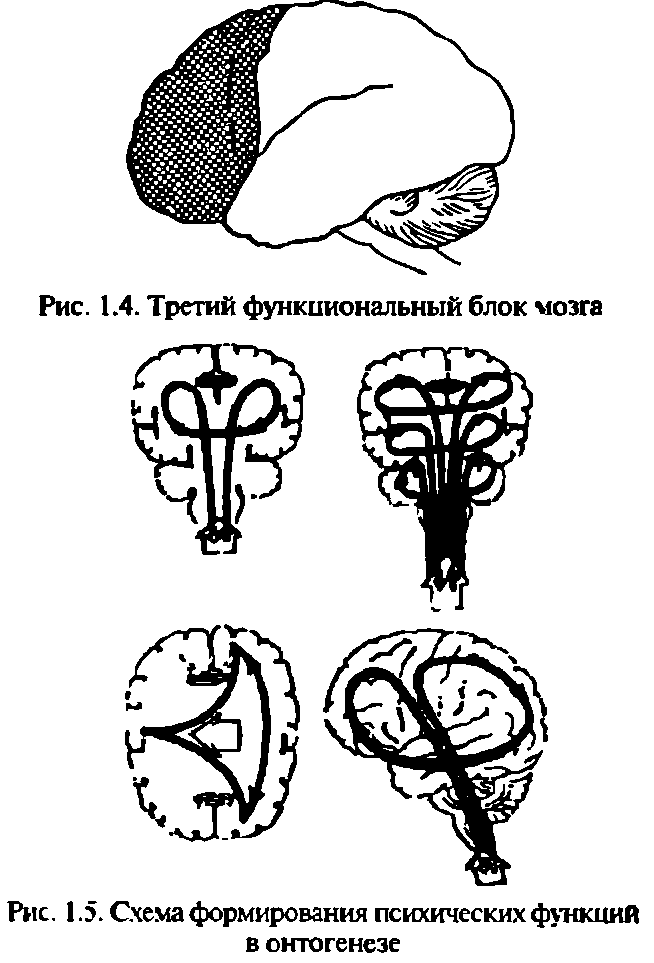 Рис. 1.4. Третий функциональный блок мозга
Рис. 1.5. Схема формирования психических функций
в онтогенезе